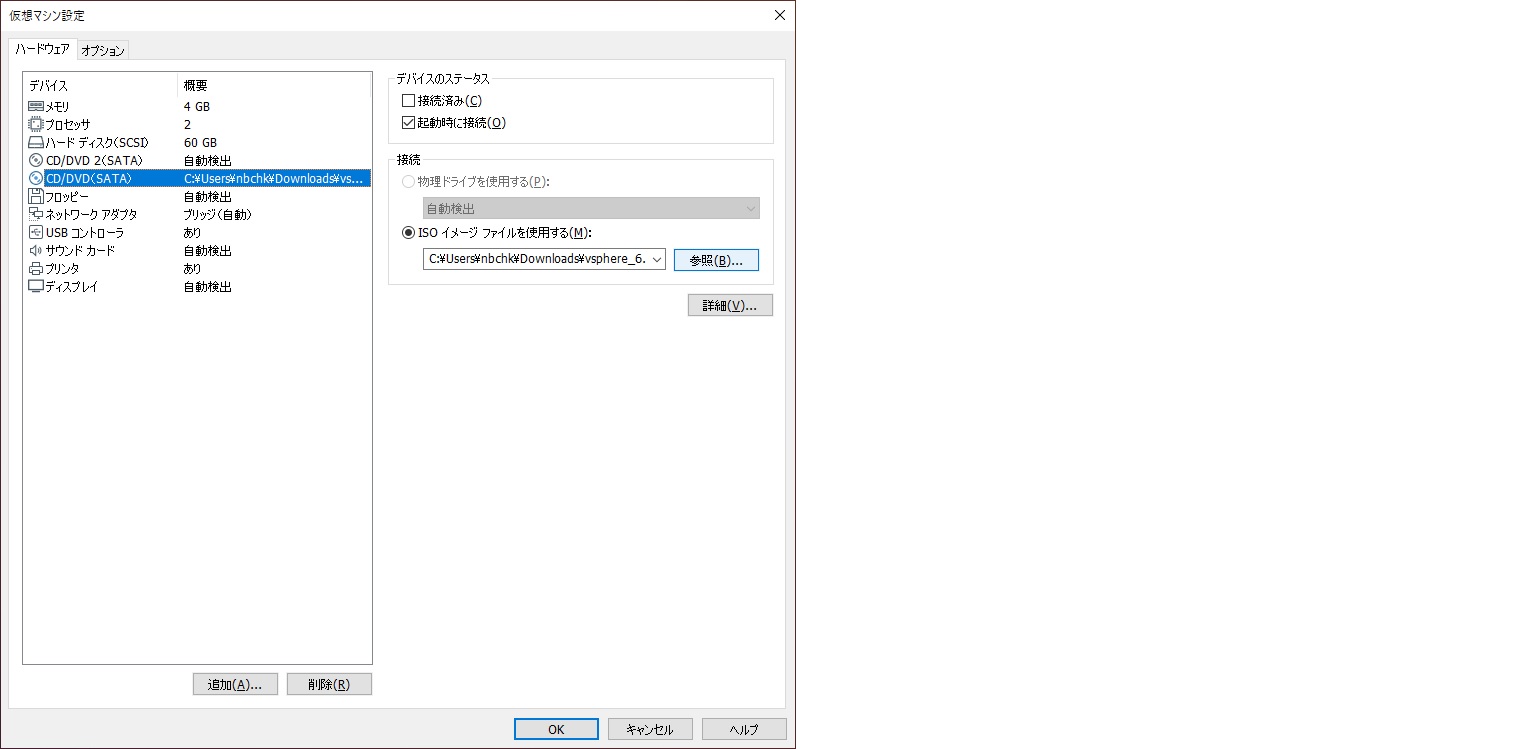 仮想マシン設定
ハードウェア オプション
デバイス 概要
メモリ 4 GB
プロセッサ 2
ハード ディスク(SCSI) 60 GB
CD/DVD 2(SATA) 自動検出
CD/DVD(SATA) C:¥Users¥nbchk¥Downloads¥vs...
フロッピー 自動検出
ネットワーク アダプタ ブリッジ(自動)
USB コントローラ あり
サウンド カード 自動検出
プリンタ あり
ディスプレイ 自動検出
追加(A)... 削除(R)
デバイスのステータス
接続済み(C)
起動時に接続(O)
接続
物理ドライブを使用する(P):
自動検出
ISO イメージ ファイルを使用する(M):
C:¥Users¥nbchk¥Downloads¥vsphere_6. 参照(B)...
詳細(V)...
OK キャンセル ヘルプ